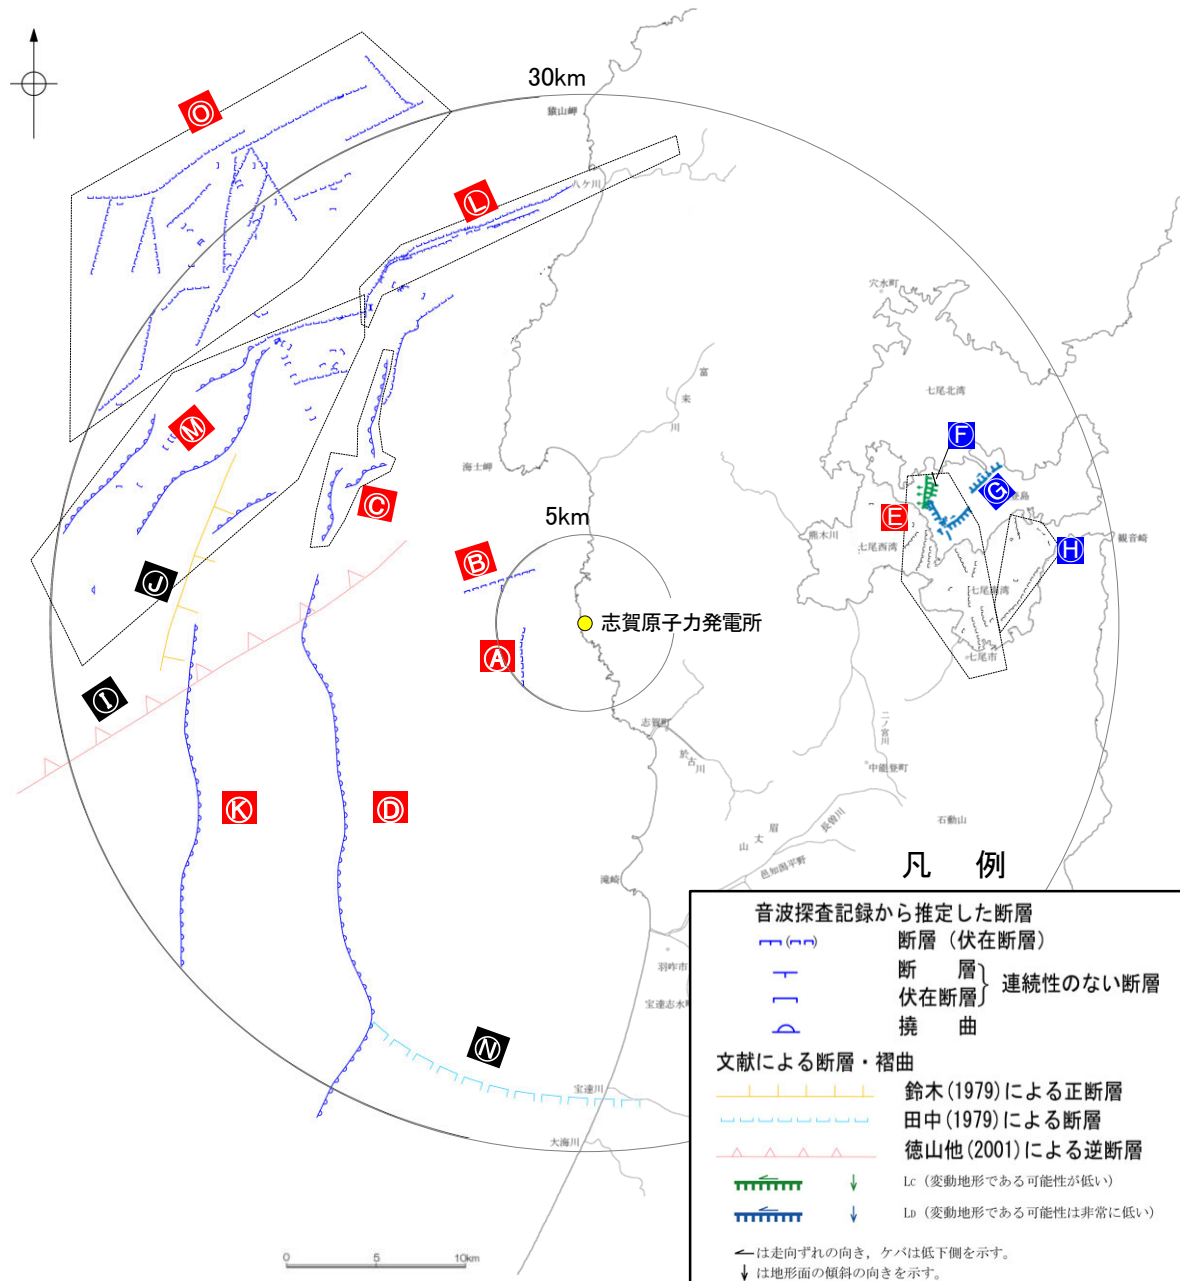 30km
猿山岬
Ⓞ
八ケ川
Ⓛ
穴水町
富
来
川
七尾北湾
Ⓜ
Ⓕ
海士岬
Ⓒ
Ⓖ
5km
Ⓔ
熊木川
七尾西湾
Ⓗ
観音崎
Ⓑ
Ⓙ
七尾南湾
志賀原子力発電所
Ⓐ
七尾市
Ⓘ
志賀町
於
古
川
二
ノ
宮
川
中能登町
Ⓚ
Ⓓ
石動山
長曽川
眉
丈
山
邑知潟平野
滝崎
羽咋市
宝達志水町
Ⓝ
宝達川
大海川
凡 例
音波探査記録から推定した断層
断層（伏在断層）
断 層
伏在断層
連続性のない断層
撓 曲
文献による断層・褶曲
鈴木(1979)による正断層
田中(1979)による断層
徳山他(2001)による逆断層
LC（変動地形である可能性が低い）
LD（変動地形である可能性は非常に低い）
は走向ずれの向き，ケバは低下側を示す。
は地形面の傾斜の向きを示す。
0 5 10km